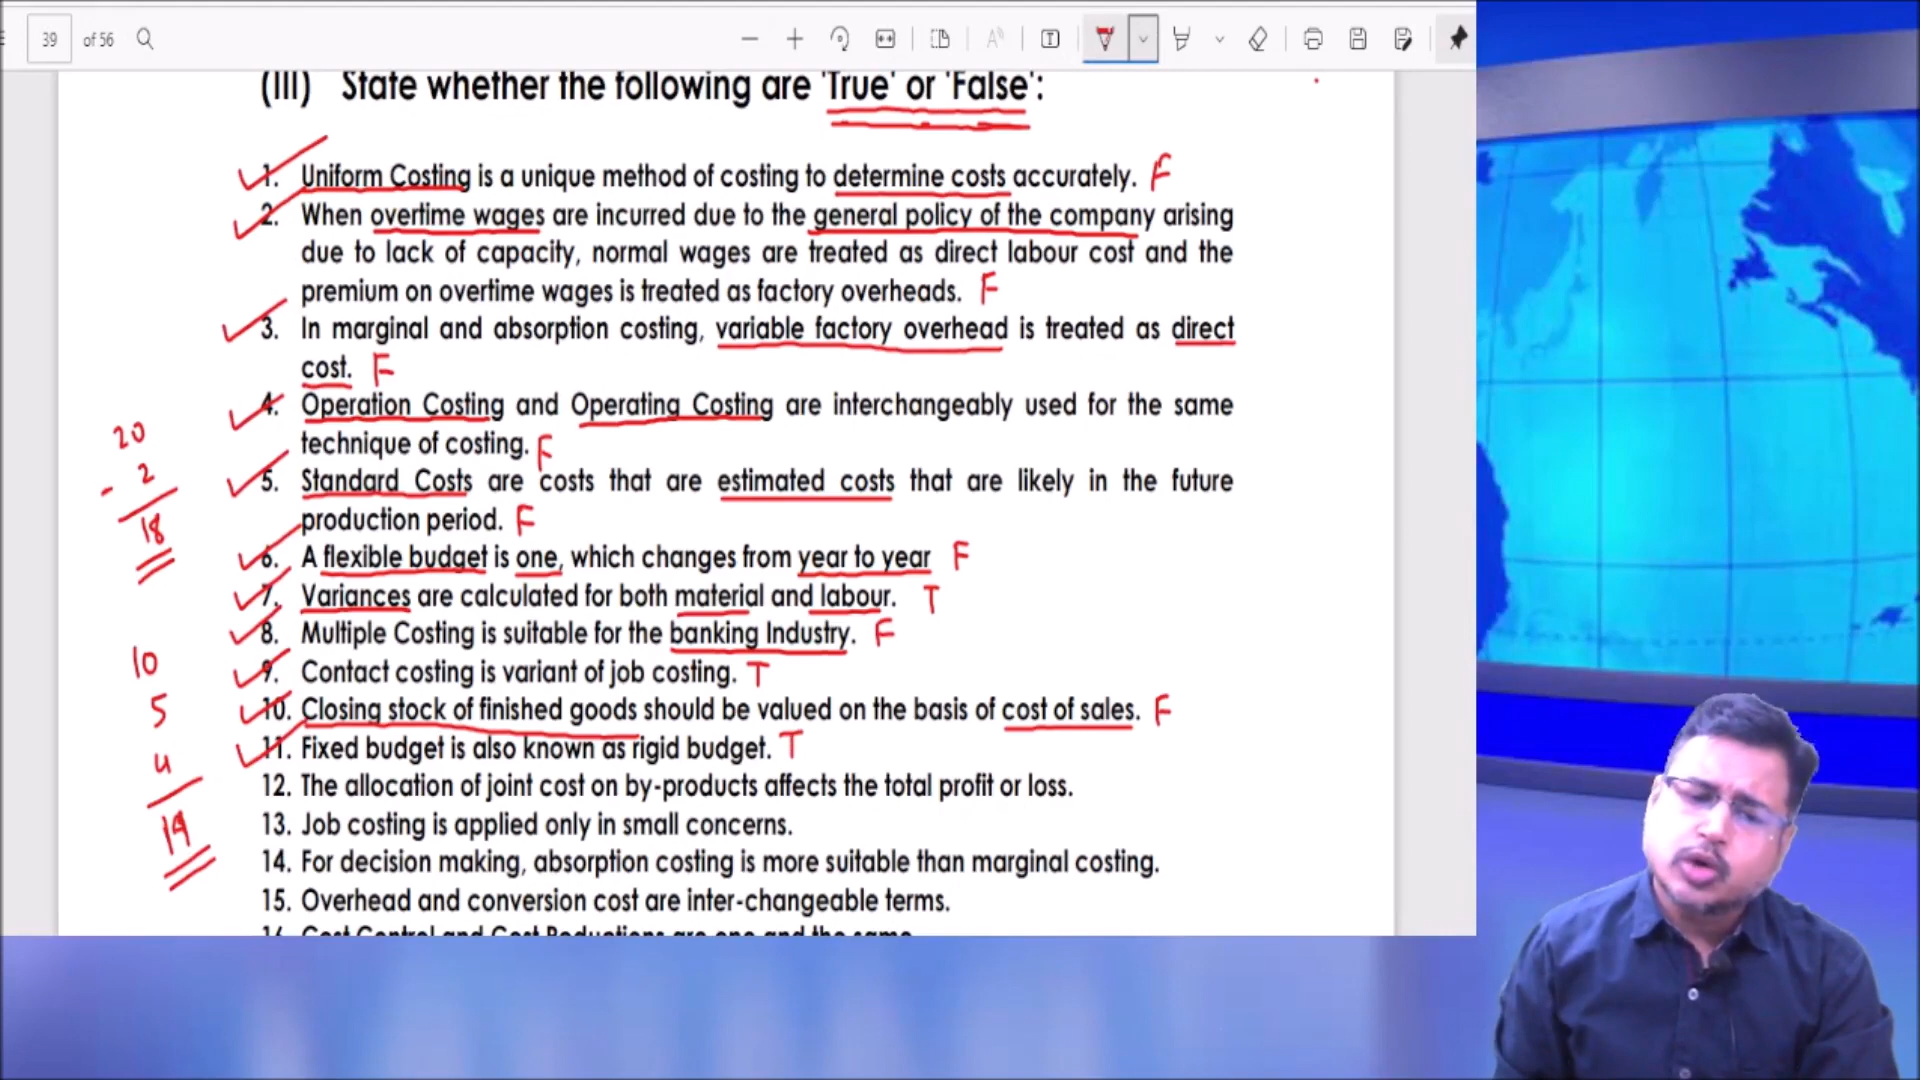 39 of 56
(III) State whether the following are 'True' or 'False':
1. Uniform Costing is a unique method of costing to determine costs accurately. F
2. When overtime wages are incurred due to the general policy of the company arising
due to lack of capacity, normal wages are treated as direct labour cost and the
premium on overtime wages is treated as factory overheads. F
3. In marginal and absorption costing, variable factory overhead is treated as direct
cost. F
4. Operation Costing and Operating Costing are interchangeably used for the same
technique of costing. F
5. Standard Costs are costs that are estimated costs that are likely in the future
production period. F
6. A flexible budget is one, which changes from year to year F
7. Variances are calculated for both material and labour. T
8. Multiple Costing is suitable for the banking Industry. F
9. Contact costing is variant of job costing. T
10. Closing stock of finished goods should be valued on the basis of cost of sales. F
11. Fixed budget is also known as rigid budget. T
12. The allocation of joint cost on by-products affects the total profit or loss.
13. Job costing is applied only in small concerns.
14. For decision making, absorption costing is more suitable than marginal costing.
15. Overhead and conversion cost are inter-changeable terms.
16. Cost Control and Cost Reductions are one and the same
20
- 2
18
10
5
4
19